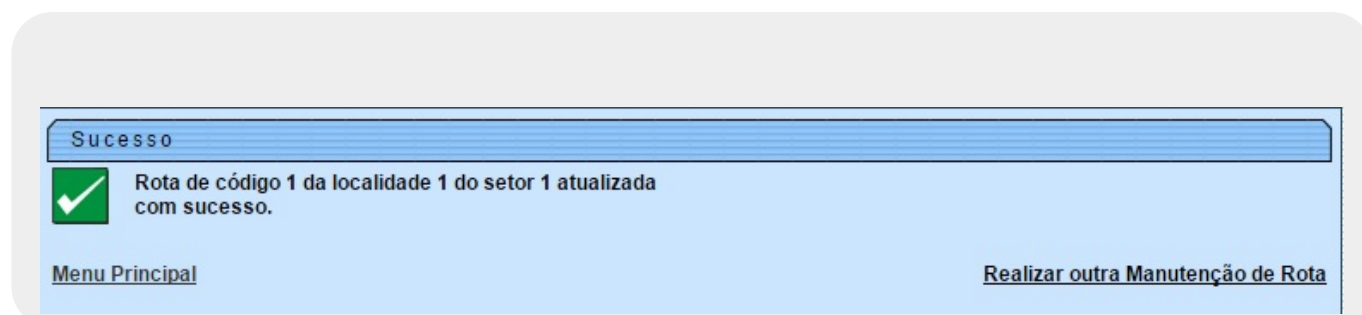 Sucesso
Rota de código 1 da localidade 1 do setor 1 atualizada
com sucesso.
Menu Principal
Realizar outra Manutenção de Rota